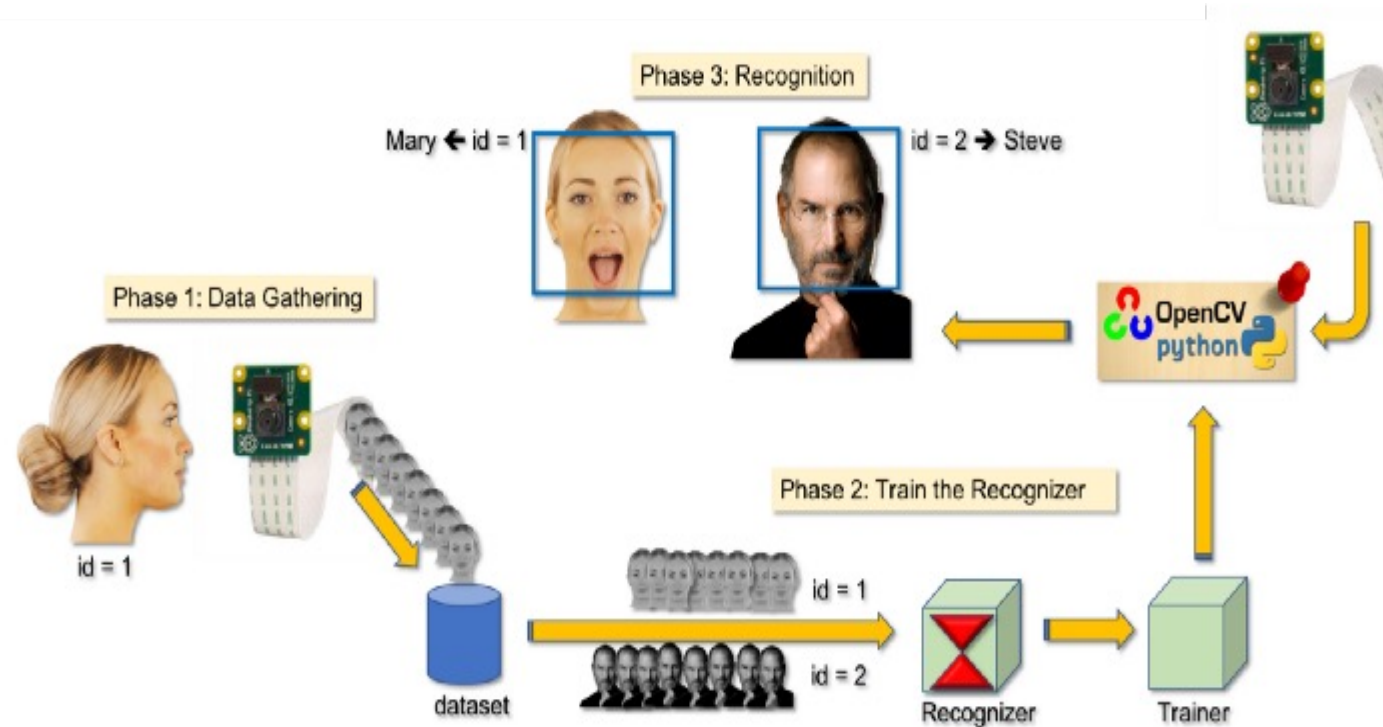 Phase 3: Recognition
Mary ← id = 1
id = 2 → Steve
Phase 1: Data Gathering
OpenCV
python
id = 1
Phase 2: Train the Recognizer
id = 1
id = 2
dataset
Recognizer
Trainer